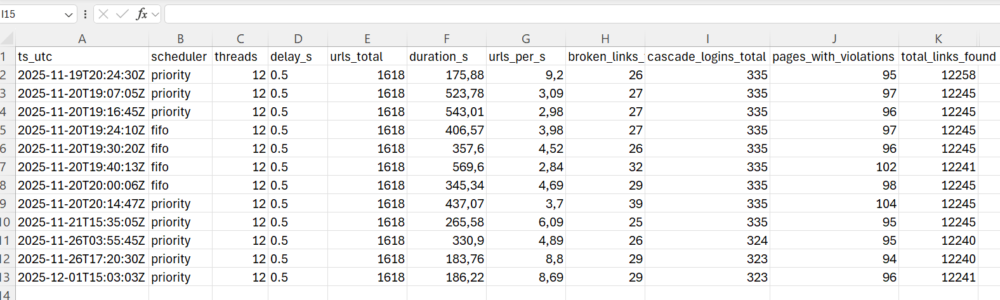 I15 fx
A B C D E F G H I J K
1 ts_utc scheduler threads delay_s urls_total duration_s urls_per_s broken_links_ cascade_logins_total pages_with_violations total_links_found
2 2025-11-19T20:24:30Z priority 12 0.5 1618 175,88 9,2 26 335 95 12258
3 2025-11-20T19:07:05Z priority 12 0.5 1618 523,78 3,09 27 335 97 12245
4 2025-11-20T19:16:45Z priority 12 0.5 1618 543,01 2,98 27 335 96 12245
5 2025-11-20T19:24:10Z fifo 12 0.5 1618 406,57 3,98 27 335 97 12245
6 2025-11-20T19:30:20Z fifo 12 0.5 1618 357,6 4,52 26 335 96 12245
7 2025-11-20T19:40:13Z fifo 12 0.5 1618 569,6 2,84 32 335 102 12241
8 2025-11-20T20:00:06Z fifo 12 0.5 1618 345,34 4,69 29 335 98 12245
9 2025-11-20T20:14:47Z priority 12 0.5 1618 437,07 3,7 39 335 104 12245
10 2025-11-21T15:35:05Z priority 12 0.5 1618 265,58 6,09 25 335 95 12245
11 2025-11-26T03:55:45Z priority 12 0.5 1618 330,9 4,89 26 324 95 12240
12 2025-11-26T17:20:30Z priority 12 0.5 1618 183,76 8,8 29 323 94 12240
13 2025-12-01T15:03:03Z priority 12 0.5 1618 186,22 8,69 29 323 96 12241
14